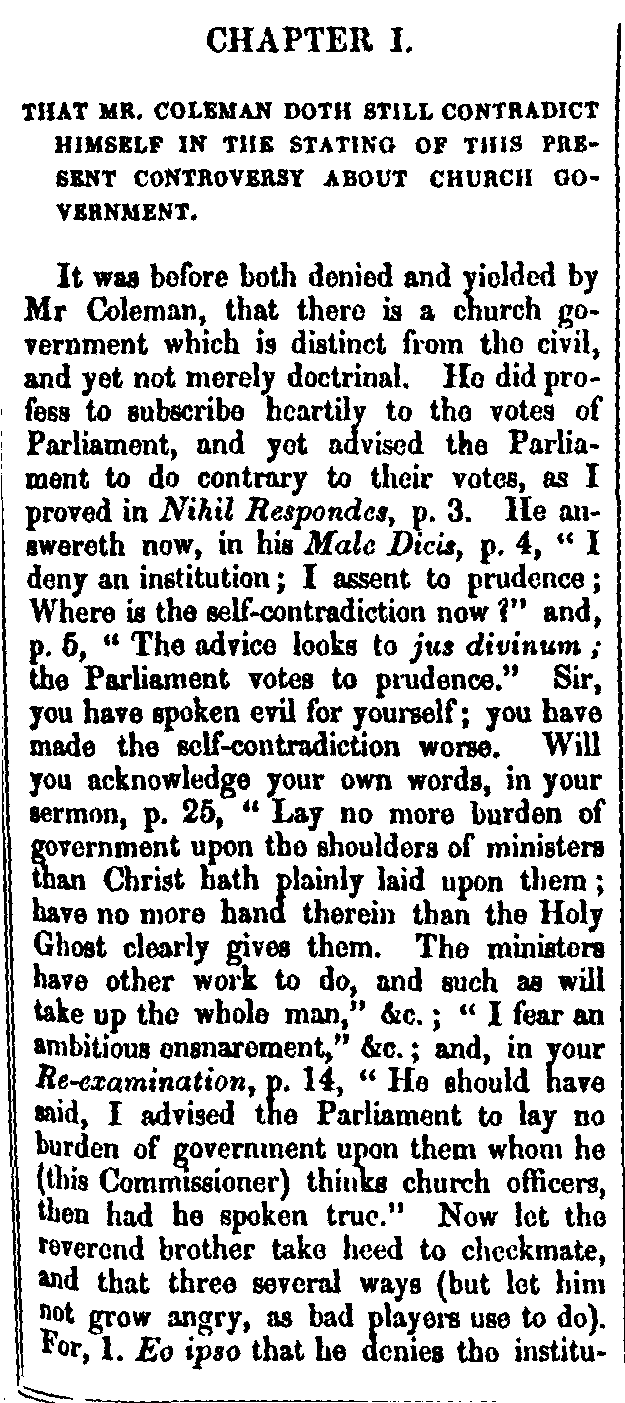 CHAPTER I.
THAT MR. COLEMAN DOTH STILL CONTRADICT
HIMSELF IN THE STATING OF THIS PRE-
SENT CONTROVERSY ABOUT CHURCH GO-
VERNMENT.
It was before both denied and yielded by
Mr Coleman, that there is a church go-
vernment which is distinct from the civil,
and yet not merely doctrinal. He did pro-
fess to subscribe heartily to the votes of
Parliament, and yet advised the Parlia-
ment to do contrary to their votes, as I
proved in Nihil Respondes, p. 3. He an-
swereth now, in his Male Dicis, p. 4, “ I
deny an institution ; I assent to prudence ;
Where is the self-contradiction now ?” and,
p. 5, “ The advice looks to jus divinum ;
the Parliament votes to prudence.” Sir,
you have spoken evil for yourself ; you have
made the self-contradiction worse. Will
you acknowledge your own words, in your
sermon, p. 25, “ Lay no more burden of
government upon the shoulders of ministers
than Christ hath plainly laid upon them ;
have no more hand therein than the Holy
Ghost clearly gives them. The ministers
have other work to do, and such as will
take up the whole man,” &c. ; “ I fear an
ambitious ensnarement,” &c. ; and, in your
Re-examination, p. 14, “ He should have
said, I advised the Parliament to lay no
burden of government upon them whom he
(this Commissioner) thinks church officers,
then had he spoken true.” Now let the
reverend brother take heed to checkmate,
and that three several ways (but let him
not grow angry, as bad players use to do).
For, 1. Eo ipso that he denies the institu-